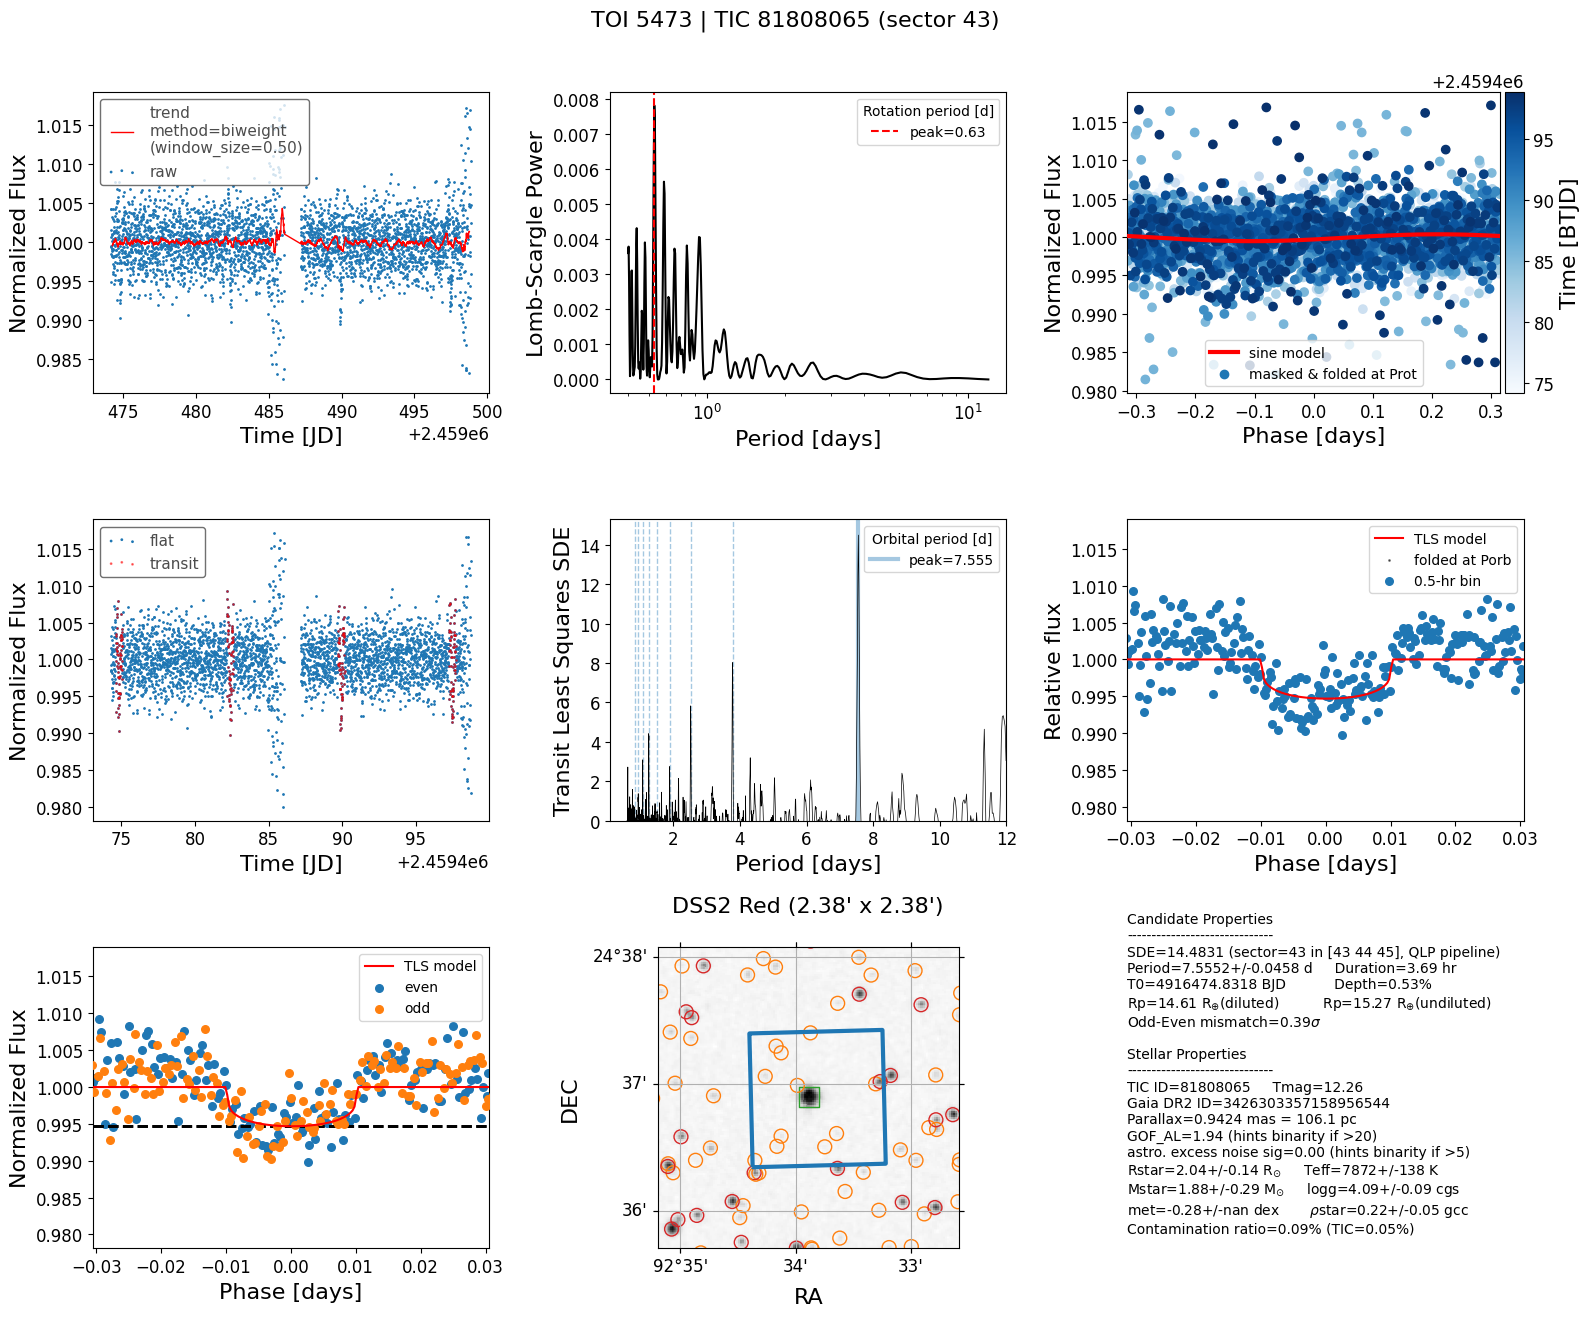 TOI 5473 | TIC 81808065 (sector 43)
trend
method=biweight
(window_size=0.50)
raw
1.015
1.010
1.005
1.000
0.995
0.990
0.985
Normalized Flux
475
480
485
490
495
500
Time [JD]
+2.459e6
Rotation period [d]
peak=0.63
0.008
0.007
0.006
0.005
0.004
0.003
0.002
0.001
0.000
Lomb-Scargle Power
10⁰
10¹
Period [days]
+2.4594e6
1.015
1.010
1.005
1.000
0.995
0.990
0.985
0.980
Normalized Flux
sine model
masked & folded at Prot
−0.3
−0.2
−0.1
0.0
0.1
0.2
0.3
Phase [days]
95
90
85
80
75
Time [BTJD]
flat
transit
1.015
1.010
1.005
1.000
0.995
0.990
0.985
0.980
Normalized Flux
75
80
85
90
95
Time [JD]
+2.4594e6
Orbital period [d]
peak=7.555
14
12
10
8
6
4
2
0
Transit Least Squares SDE
2
4
6
8
10
12
Period [days]
TLS model
folded at Porb
0.5-hr bin
1.015
1.010
1.005
1.000
0.995
0.990
0.985
0.980
Relative flux
−0.03
−0.02
−0.01
0.00
0.01
0.02
0.03
Phase [days]
TLS model
even
odd
1.015
1.010
1.005
1.000
0.995
0.990
0.985
0.980
Normalized Flux
−0.03
−0.02
−0.01
0.00
0.01
0.02
0.03
Phase [days]
DSS2 Red (2.38' x 2.38')
24°38'
37'
36'
DEC
92°35'
34'
33'
RA
Candidate Properties
------------------------------
SDE=14.4831 (sector=43 in [43 44 45], QLP pipeline)
Period=7.5552+/-0.0458 d Duration=3.69 hr
T0=4916474.8318 BJD Depth=0.53%
Rp=14.61 R⊕(diluted) Rp=15.27 R⊕(undiluted)
Odd-Even mismatch=0.39σ
Stellar Properties
------------------------------
TIC ID=81808065 Tmag=12.26
Gaia DR2 ID=3426303357158956544
Parallax=0.9424 mas = 106.1 pc
GOF_AL=1.94 (hints binarity if >20)
astro. excess noise sig=0.00 (hints binarity if >5)
Rstar=2.04+/-0.14 R⊙ Teff=7872+/-138 K
Mstar=1.88+/-0.29 M⊙ logg=4.09+/-0.09 cgs
met=-0.28+/-nan dex ρstar=0.22+/-0.05 gcc
Contamination ratio=0.09% (TIC=0.05%)